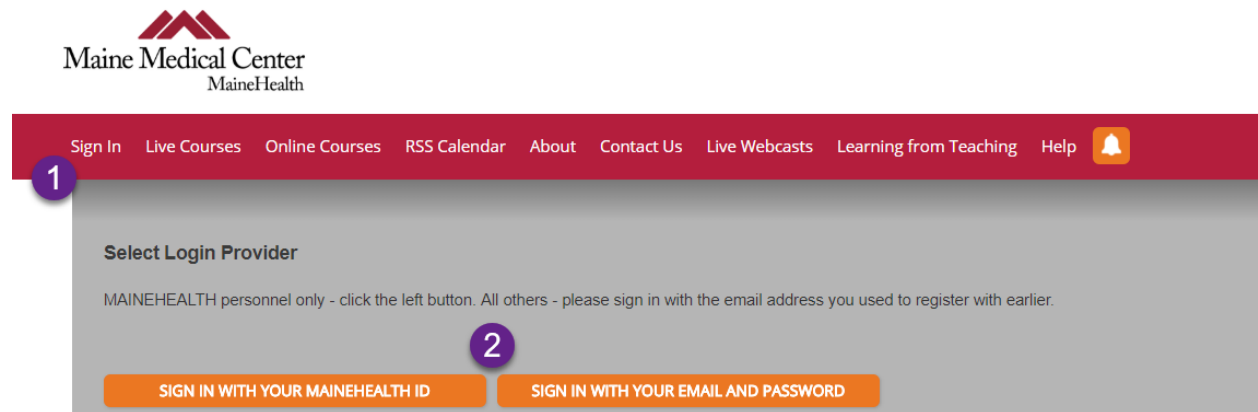 Maine Medical Center
MaineHealth
Sign In Live Courses Online Courses RSS Calendar About Contact Us Live Webcasts Learning from Teaching Help
1
Select Login Provider
MAINEHEALTH personnel only - click the left button. All others - please sign in with the email address you used to register with earlier.
2
SIGN IN WITH YOUR MAINEHEALTH ID SIGN IN WITH YOUR EMAIL AND PASSWORD